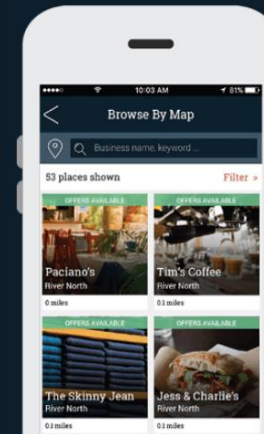 10:03 AM 81%
Browse By Map
Business name, keyword ...
53 places shown Filter >
OFFERS AVAILABLE OFFERS AVAILABLE
Paciano's Tim's Coffee
River North River North
0 miles 0.1 miles
OFFERS AVAILABLE OFFERS AVAILABLE
The Skinny Jean Jess & Charlie's
River North River North
0.1 miles 0.1 miles